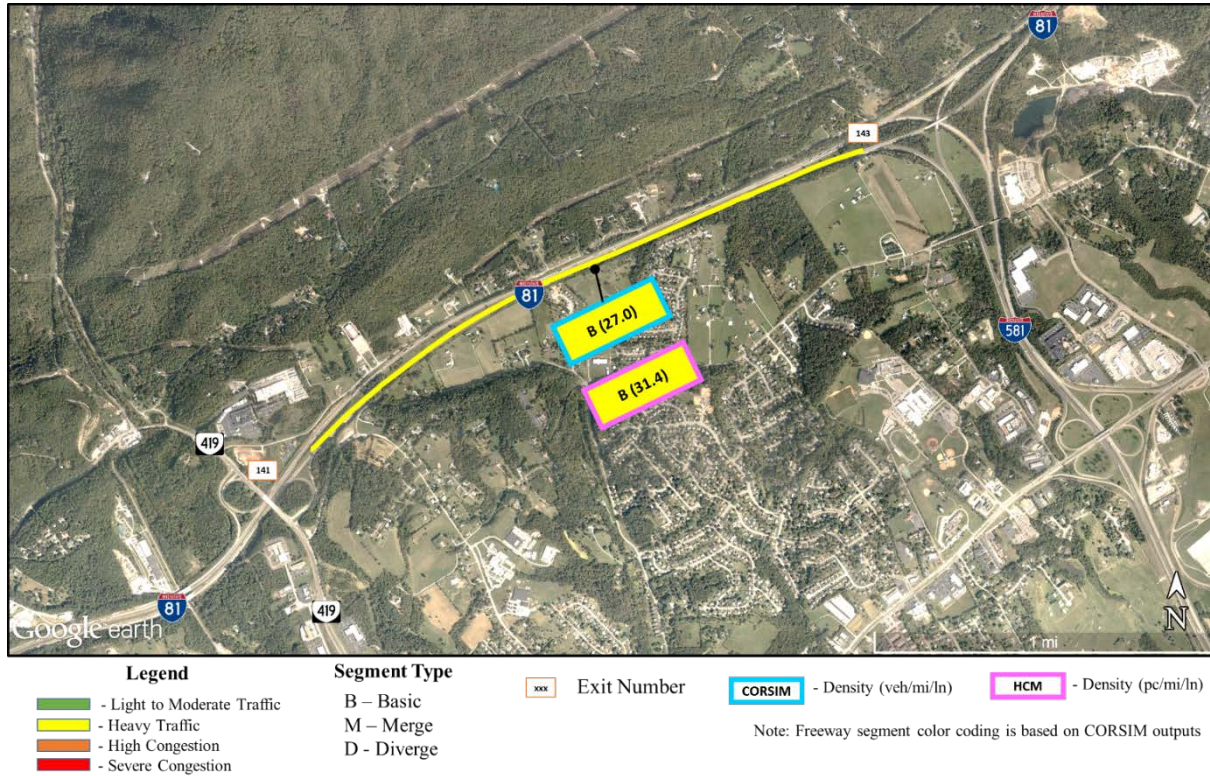 81
143
81
B (27.0)
581
B (31.4)
419
141
419
81
Google earth
N
1 mi
Legend
- Light to Moderate Traffic
- Heavy Traffic
- High Congestion
- Severe Congestion
Segment Type
B – Basic
M – Merge
D - Diverge
xxx Exit Number
CORSIM - Density (veh/mi/ln)
HCM - Density (pc/mi/ln)
Note: Freeway segment color coding is based on CORSIM outputs